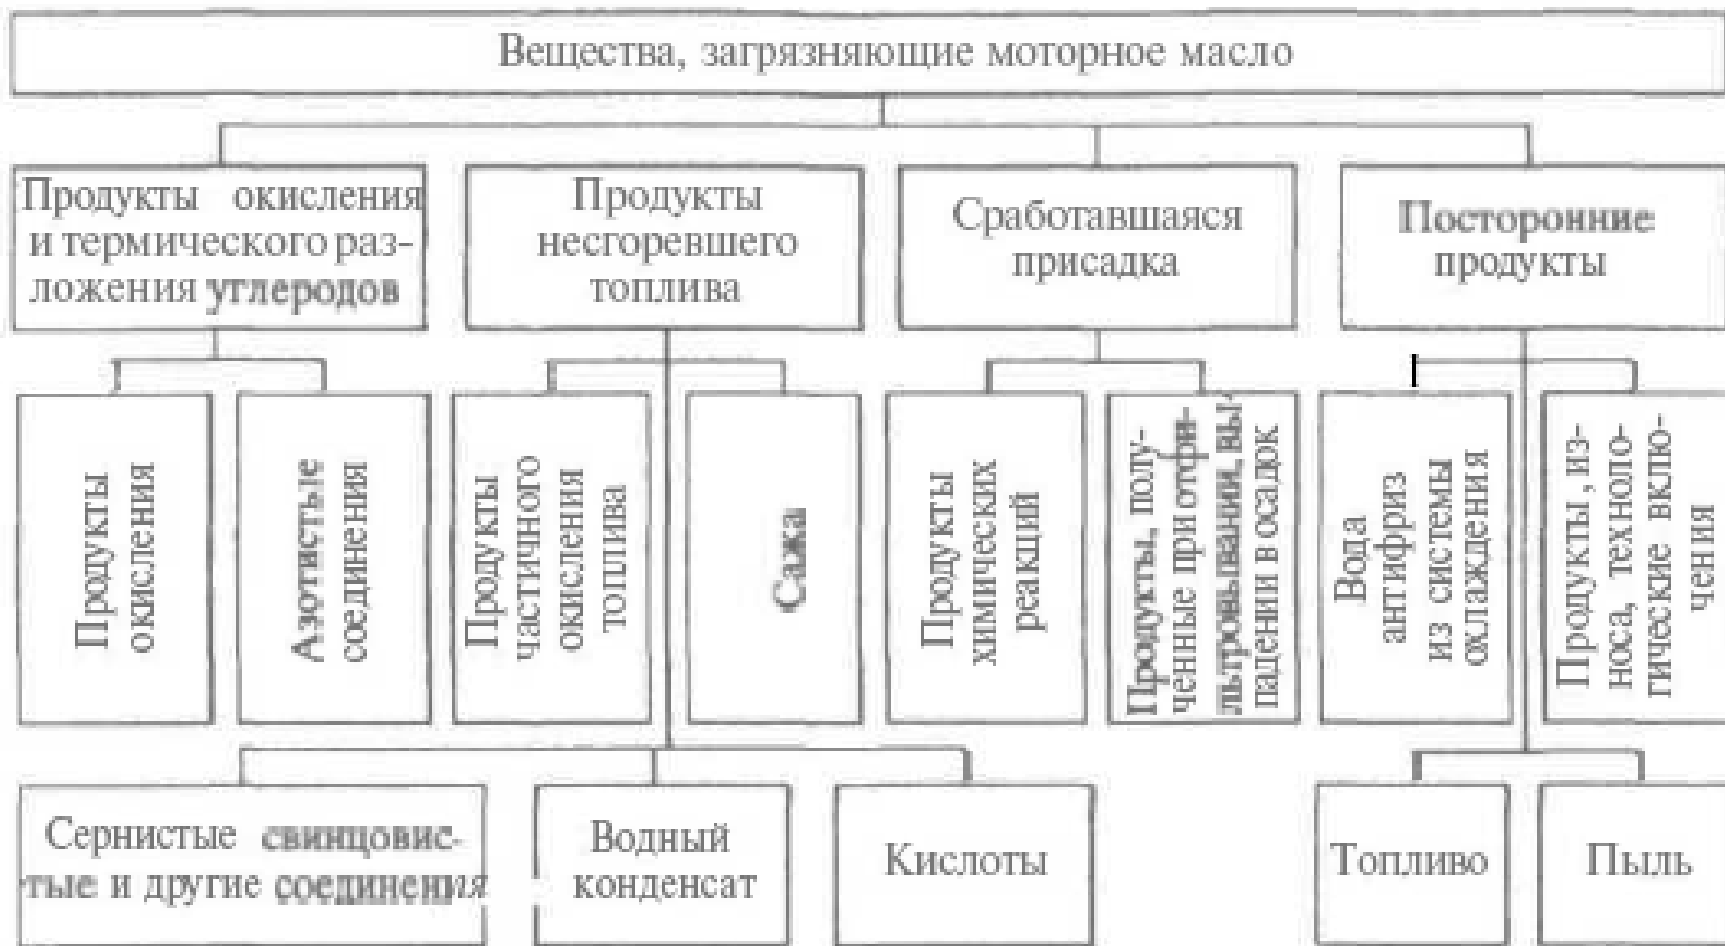 Вещества, загрязняющие моторное масло
Продукты окисления
и термического раз-
ложения углеродов
Продукты
несгоревшего
топлива
Сработавшаяся
присадка
Посторонние
продукты
Продукты
окисления
Азотистые
соединения
Продукты
частичного
окисления
топлива
Сажа
Продукты
химических
реакций
Продукты, полу-
ченные при отфи-
льтровывании, вы-
падении в осадок
Вода
антифриз
из системы
охлаждения
Продукты, из-
носа, техноло-
гические вклю-
чения
Сернистые свинцовис-
тые и другие соединения
Водный
конденсат
Кислоты
Топливо
Пыль